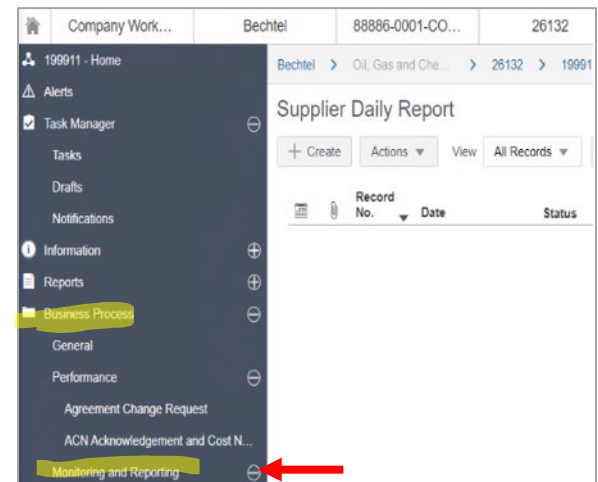 Company Work... Bechtel 88886-0001-CO... 26132
199911 - Home
Bechtel > Oil, Gas and Che... > 26132 > 19991
Alerts
Supplier Daily Report
Task Manager
+ Create Actions View All Records
Tasks
Drafts
Record No. Date Status
Notifications
Information
Reports
Business Process
General
Performance
Agreement Change Request
ACN Acknowledgement and Cost N...
Monitoring and Reporting